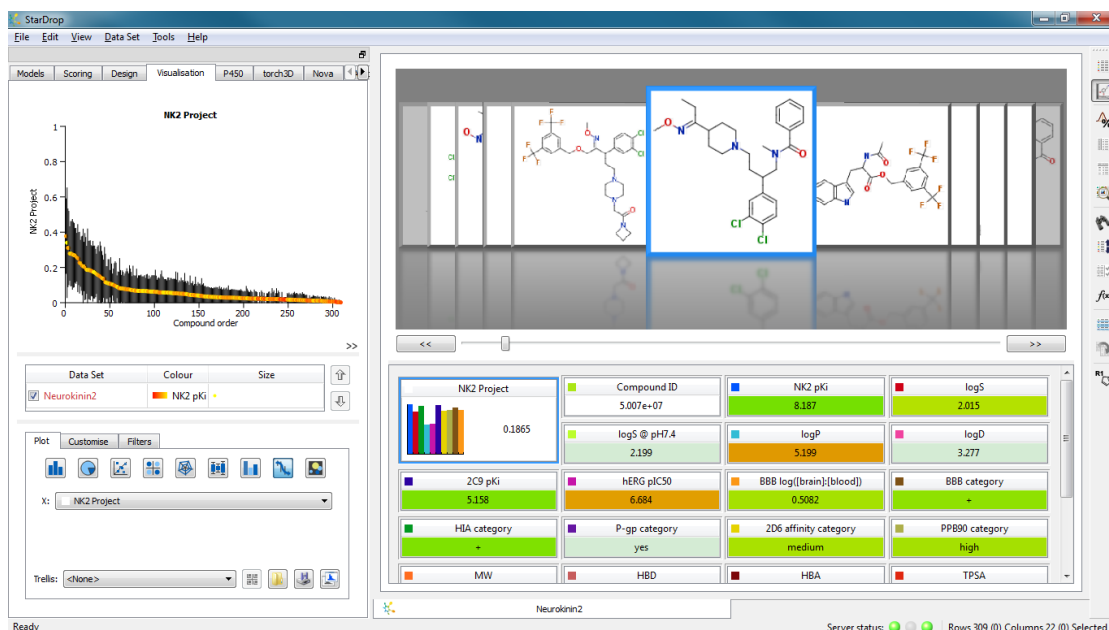 StarDrop
File Edit View Data Set Tools Help
Models Scoring Design Visualisation P450 torch3D Nova
NK2 Project
NK2 Project
1
0.8
0.6
0.4
0.2
0
0 50 100 150 200 250 300
Compound order
>>
Data Set Colour Size
Neurokinin2 NK2 pKi
Plot Customise Filters
X: NK2 Project
Trellis: <None>
<< >>
NK2 Project
0.1865
Compound ID
5.007e+07
NK2 pKi
8.187
logS
2.015
logS @ pH7.4
2.199
logP
5.199
logD
3.277
2C9 pKi
5.158
hERG pIC50
6.684
BBB log([brain]:[blood])
0.5082
BBB category
+
HIA category
+
P-gp category
yes
2D6 affinity category
medium
PPB90 category
high
MW
HBD
HBA
TPSA
Neurokinin2
Ready
Server status: Rows 309 (0) Columns 22 (0) Selected